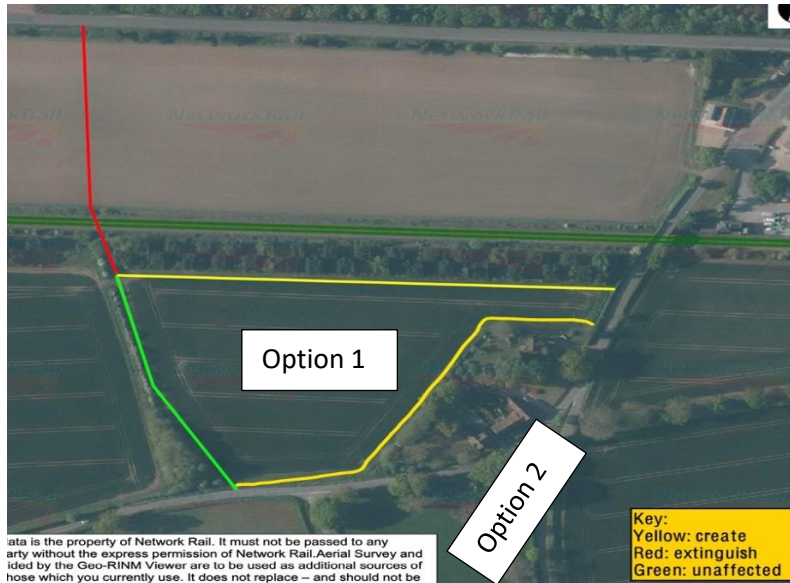 NetworkRail
NetworkRail
Option 1
Option 2
Key:
Yellow: create
Red: extinguish
Green: unaffected
ata is the property of Network Rail. It must not be passed to any
arty without the express permission of Network Rail.Aerial Survey and
ided by the Geo-RINM Viewer are to be used as additional sources of
hose which you currently use. It does not replace – and should not be